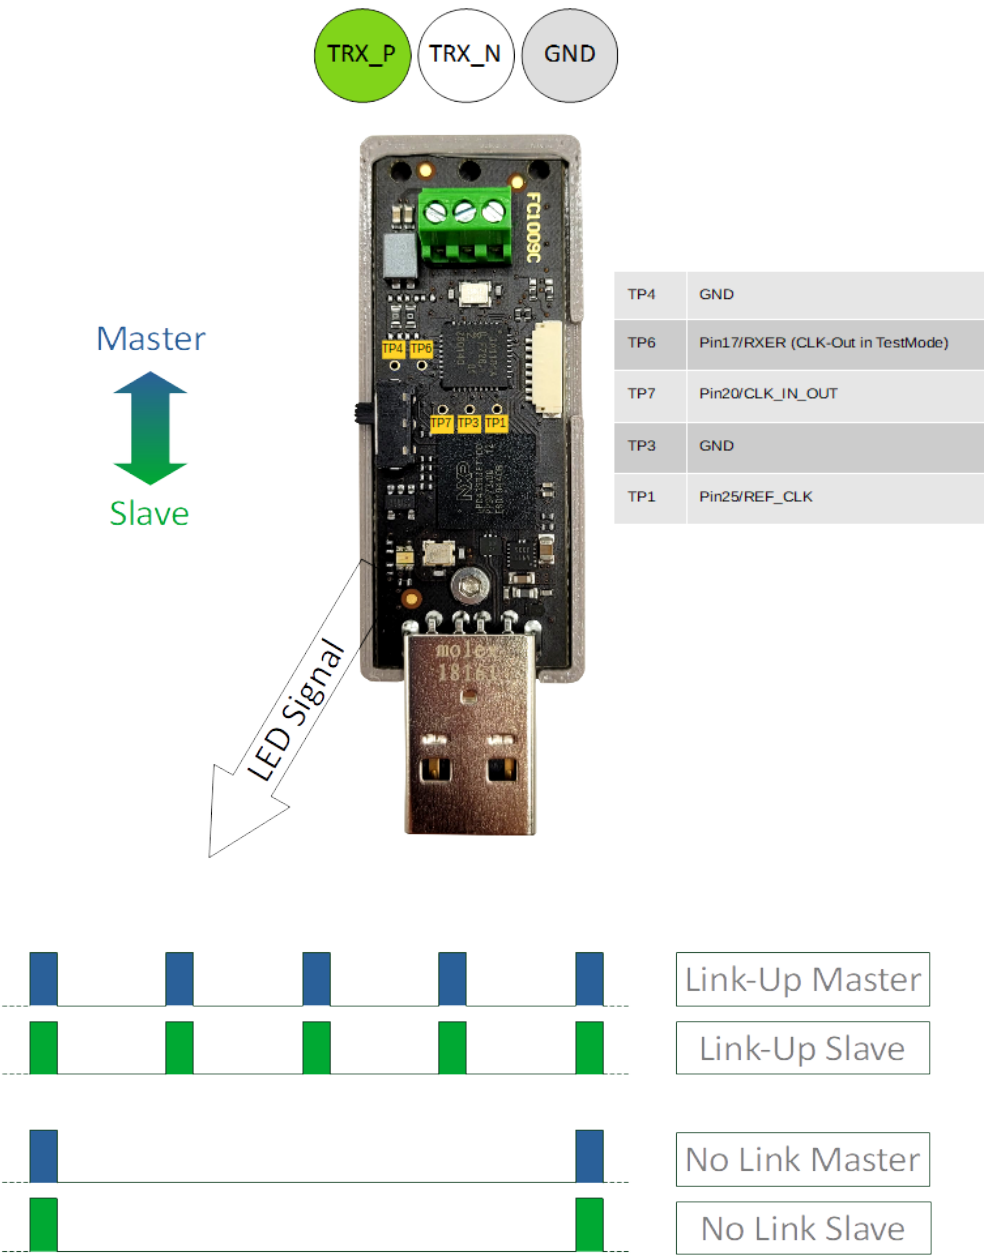 TRX_P TRX_N GND
FC1009C
TP4 GND
TP6 Pin17/RXER (CLK-Out in TestMode)
TP7 Pin20/CLK_IN_OUT
TP3 GND
TP1 Pin25/REF_CLK
Master
Slave
TP4 TP6
TP7 TP3 TP1
NXP
LED Signal
molex
Link-Up Master
Link-Up Slave
No Link Master
No Link Slave